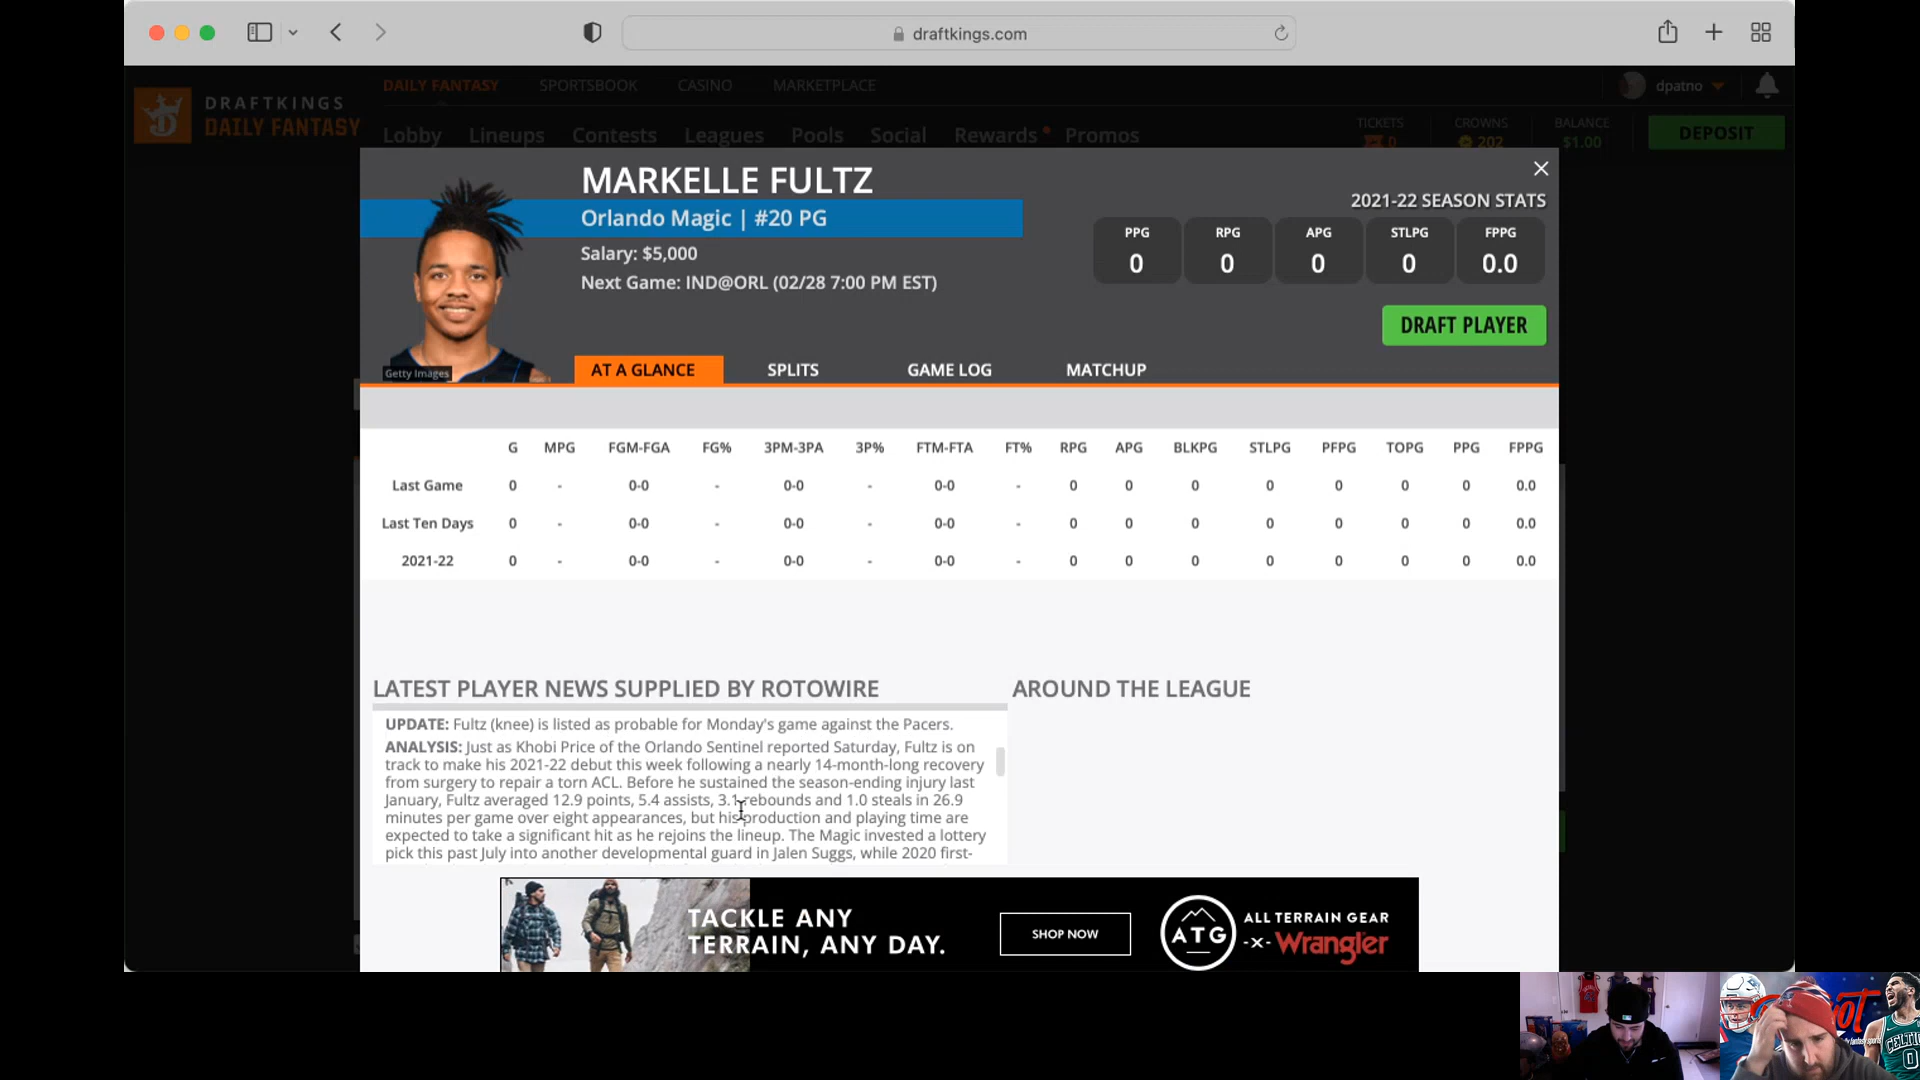 draftkings.com
DRAFTKINGS
DAILY FANTASY
DAILY FANTASY SPORTSBOOK CASINO MARKETPLACE
dpatno
Lobby Lineups Contests Leagues Pools Social Rewards Promos
TICKETS CROWNS BALANCE
0 202 $1.00
DEPOSIT
MARKELLE FULTZ
Orlando Magic | #20 PG
Salary: $5,000
Next Game: IND@ORL (02/28 7:00 PM EST)
Getty Images
2021-22 SEASON STATS
PPG RPG APG STLPG FPPG
0 0 0 0 0.0
DRAFT PLAYER
AT A GLANCE SPLITS GAME LOG MATCHUP
G MPG FGM-FGA FG% 3PM-3PA 3P% FTM-FTA FT% RPG APG BLKPG STLPG PFPG TOPG PPG FPPG
Last Game 0 - 0-0 - 0-0 - 0-0 - 0 0 0 0 0 0 0 0.0
Last Ten Days 0 - 0-0 - 0-0 - 0-0 - 0 0 0 0 0 0 0 0.0
2021-22 0 - 0-0 - 0-0 - 0-0 - 0 0 0 0 0 0 0 0.0
LATEST PLAYER NEWS SUPPLIED BY ROTOWIRE
UPDATE: Fultz (knee) is listed as probable for Monday's game against the Pacers.
ANALYSIS: Just as Khobi Price of the Orlando Sentinel reported Saturday, Fultz is on
track to make his 2021-22 debut this week following a nearly 14-month-long recovery
from surgery to repair a torn ACL. Before he sustained the season-ending injury last
January, Fultz averaged 12.9 points, 5.4 assists, 3.1 rebounds and 1.0 steals in 26.9
minutes per game over eight appearances, but his production and playing time are
expected to take a significant hit as he rejoins the lineup. The Magic invested a lottery
pick this past July into another developmental guard in Jalen Suggs, while 2020 first-
AROUND THE LEAGUE
TACKLE ANY
TERRAIN, ANY DAY.
SHOP NOW
ATG
ALL TERRAIN GEAR
-X- Wrangler
CELTIC
0